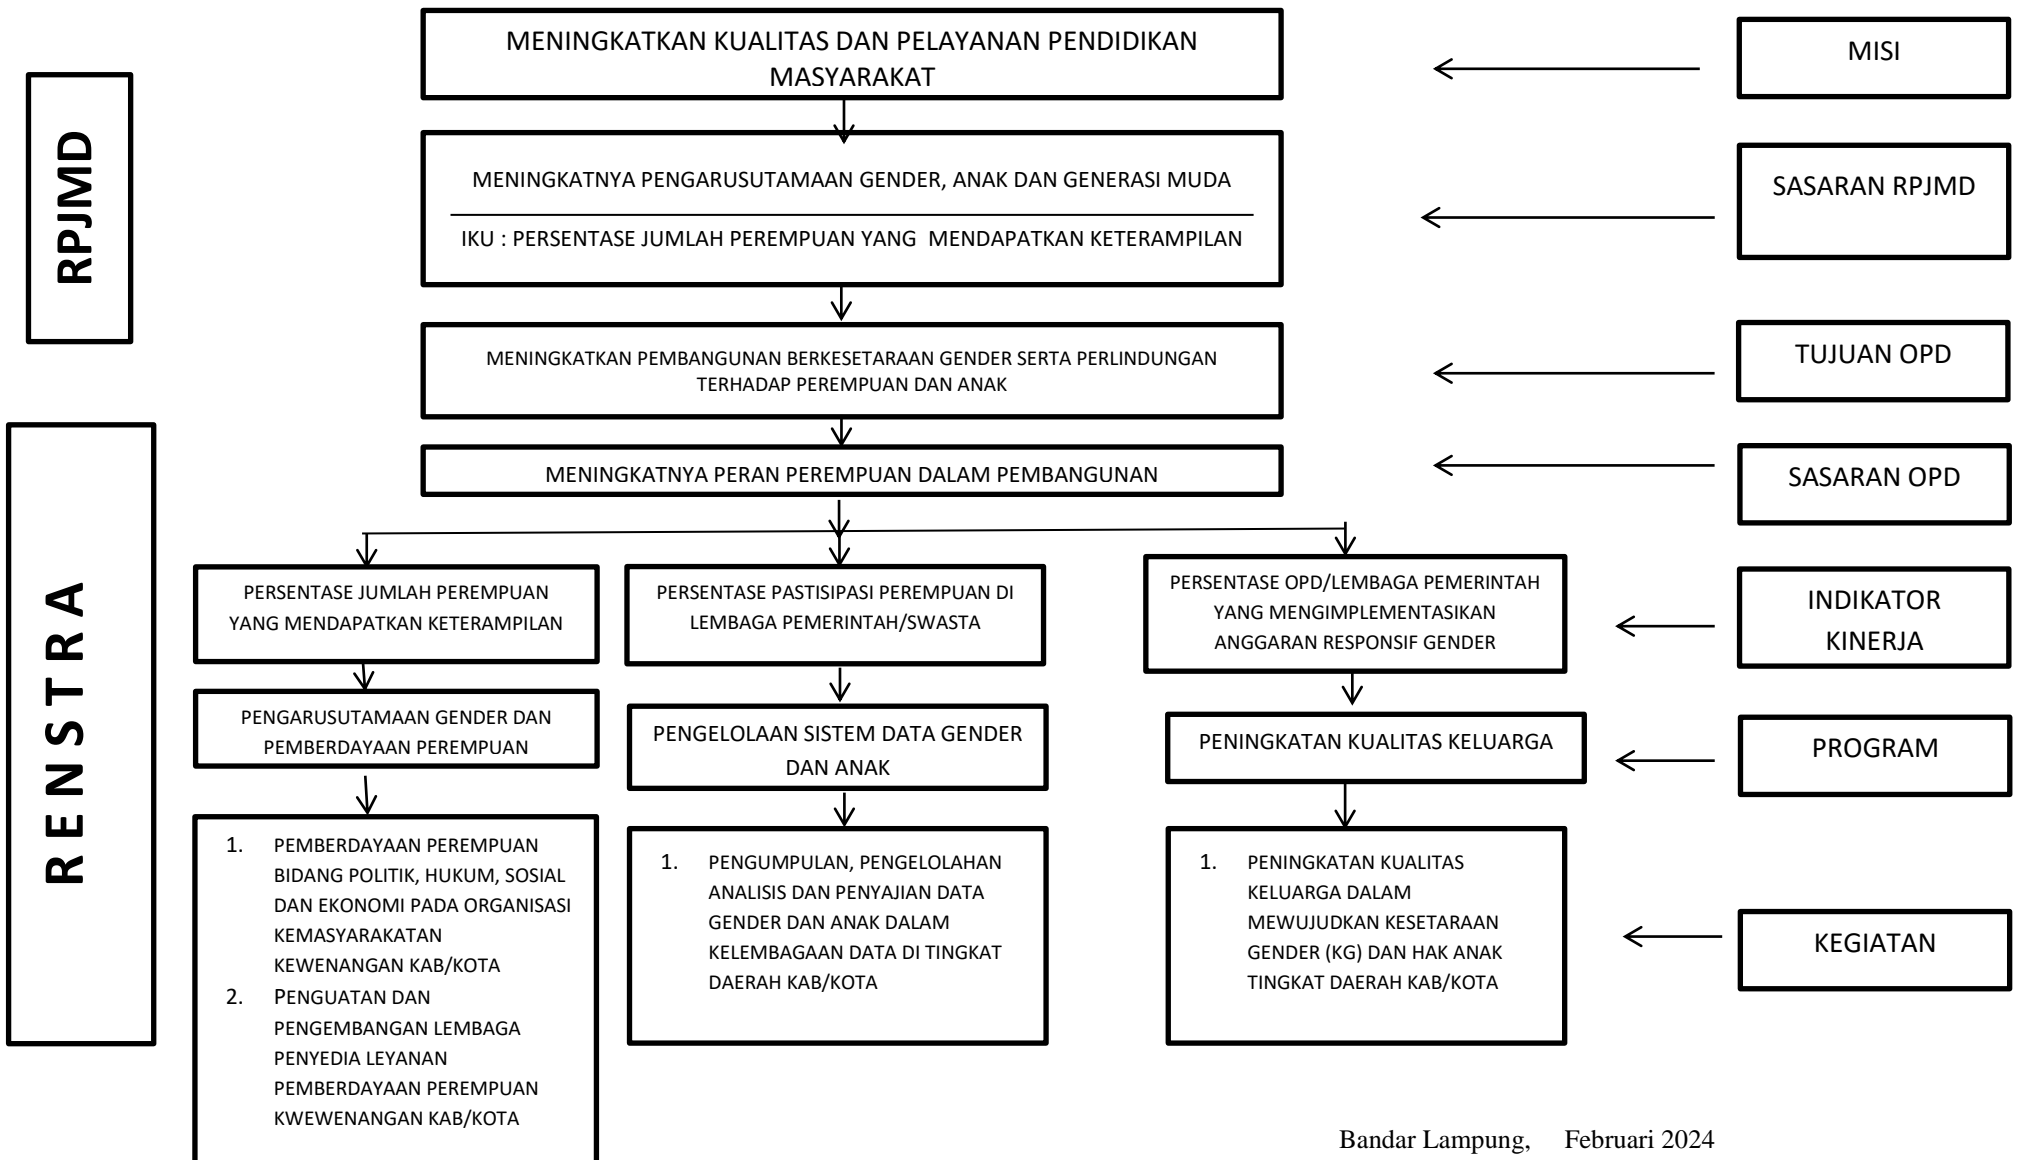 MENINGKATKAN KUALITAS DAN PELAYANAN PENDIDIKAN
MASYARAKAT
MISI
RPJMD
MENINGKATNYA PENGARUSUTAMAAN GENDER, ANAK DAN GENERASI MUDA
IKU : PERSENTASE JUMLAH PEREMPUAN YANG MENDAPATKAN KETERAMPILAN
SASARAN RPJMD
MENINGKATKAN PEMBANGUNAN BERKESETARAAN GENDER SERTA PERLINDUNGAN
TERHADAP PEREMPUAN DAN ANAK
TUJUAN OPD
RENSTRA
MENINGKATNYA PERAN PEREMPUAN DALAM PEMBANGUNAN
SASARAN OPD
PERSENTASE JUMLAH PEREMPUAN
YANG MENDAPATKAN KETERAMPILAN
PERSENTASE PASTISIPASI PEREMPUAN DI
LEMBAGA PEMERINTAH/SWASTA
PERSENTASE OPD/LEMBAGA PEMERINTAH
YANG MENGIMPLEMENTASIKAN
ANGGARAN RESPONSIF GENDER
INDIKATOR
KINERJA
PENGARUSUTAMAAN GENDER DAN
PEMBERDAYAAN PEREMPUAN
PENGELOLAAN SISTEM DATA GENDER
DAN ANAK
PENINGKATAN KUALITAS KELUARGA
PROGRAM
1. PEMBERDAYAAN PEREMPUAN
BIDANG POLITIK, HUKUM, SOSIAL
DAN EKONOMI PADA ORGANISASI
KEMASYARAKATAN
KEWENANGAN KAB/KOTA
2. PENGUATAN DAN
PENGEMBANGAN LEMBAGA
PENYEDIA LEYANAN
PEMBERDAYAAN PEREMPUAN
KWEWENANGAN KAB/KOTA
1. PENGUMPULAN, PENGELOLAHAN
ANALISIS DAN PENYAJIAN DATA
GENDER DAN ANAK DALAM
KELEMBAGAAN DATA DI TINGKAT
DAERAH KAB/KOTA
1. PENINGKATAN KUALITAS
KELUARGA DALAM
MEWUJUDKAN KESETARAAN
GENDER (KG) DAN HAK ANAK
TINGKAT DAERAH KAB/KOTA
KEGIATAN
Bandar Lampung, Februari 2024